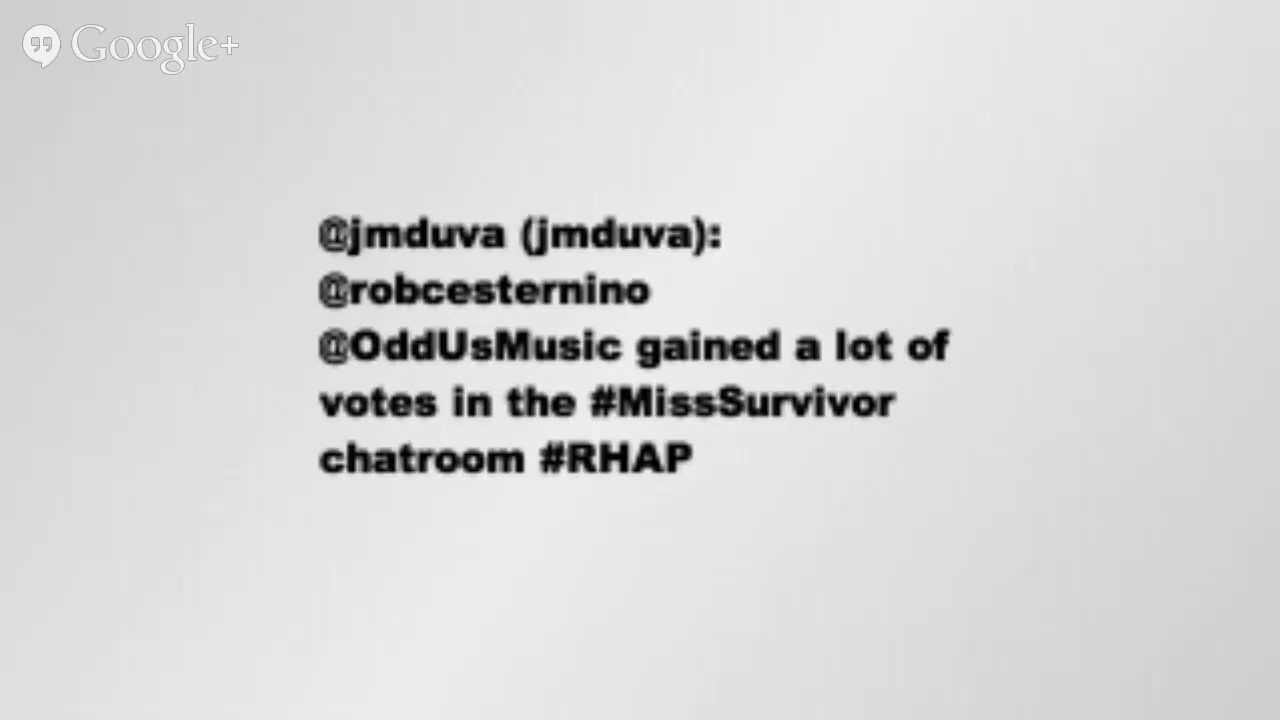 Google+
@jmduva (jmduva):
@robcesternino
@OddUsMusic gained a lot of
votes in the #MissSurvivor
chatroom #RHAP